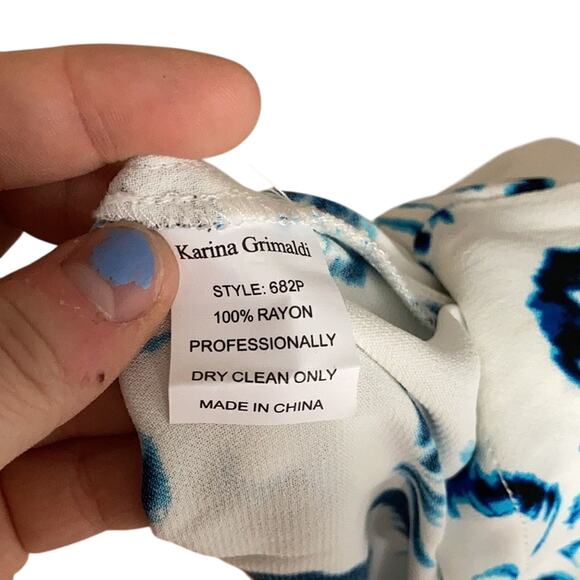 Karina Grimaldi
STYLE: 682P
100% RAYON
PROFESSIONALLY
DRY CLEAN ONLY
MADE IN CHINA